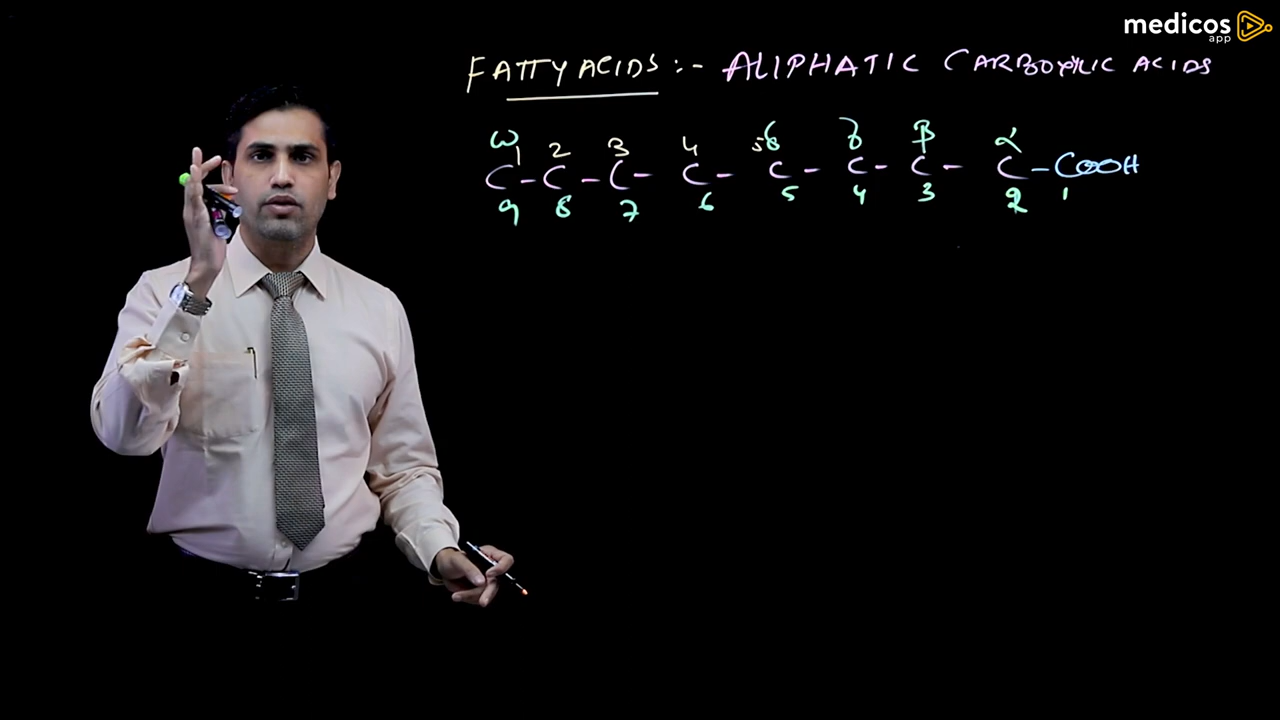 medicos
app
FATTY ACIDS :- ALIPHATIC CARBOXYLIC ACIDS
ω γ β α
1 2 3 4 5
C - C - C - C - C - C - C - C - COOH
9 8 7 6 5 4 3 2 1